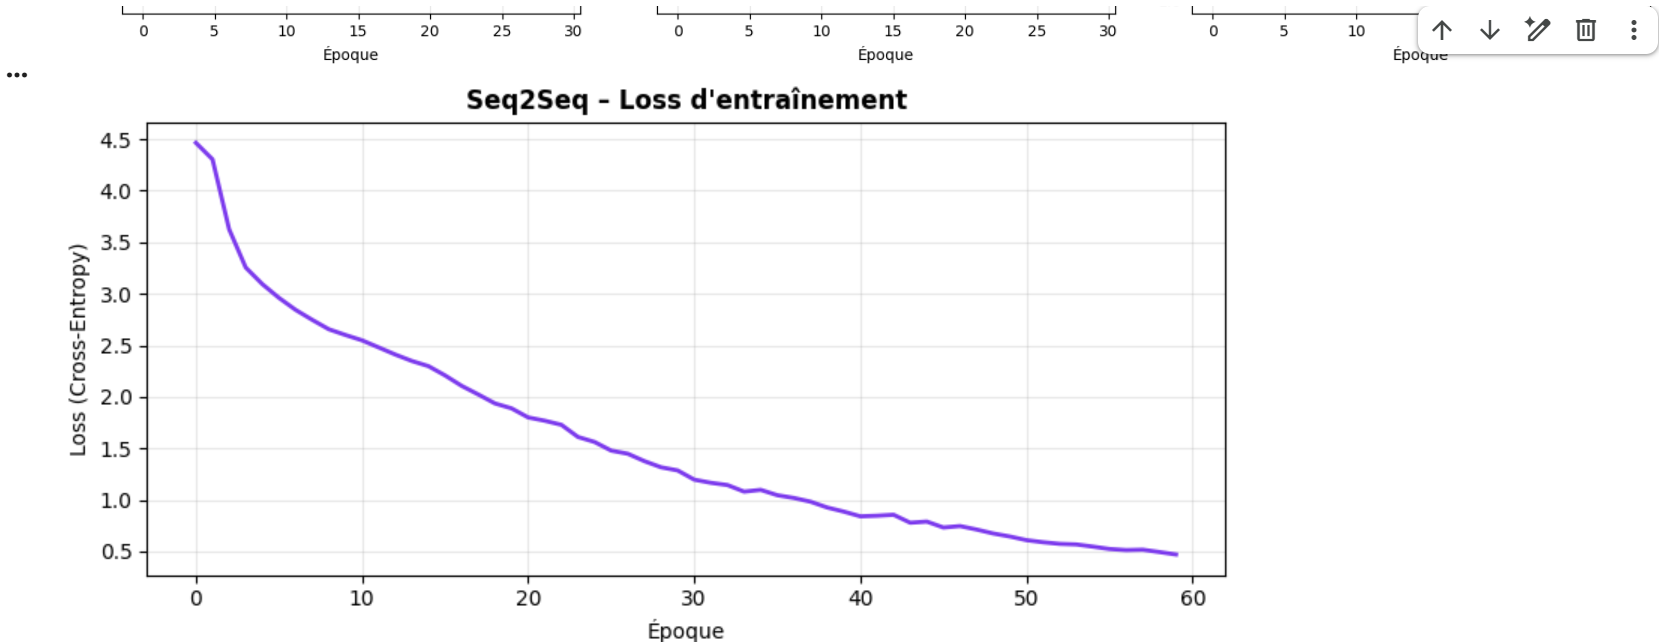 0 5 10 15 20 25 30 0 5 10 15 20 25 30 0 5 10
Époque Époque Époque
Seq2Seq – Loss d'entraînement
4.5
4.0
3.5
3.0
2.5
2.0
1.5
1.0
0.5
Loss (Cross-Entropy)
0 10 20 30 40 50 60
Époque